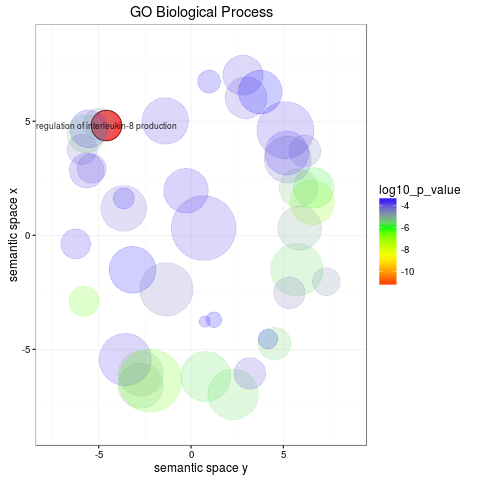 GO Biological Process
semantic space x
5
0
-5
regulation of interleukin-8 production
-5
0
5
semantic space y
log10_p_value
-4
-6
-8
-10